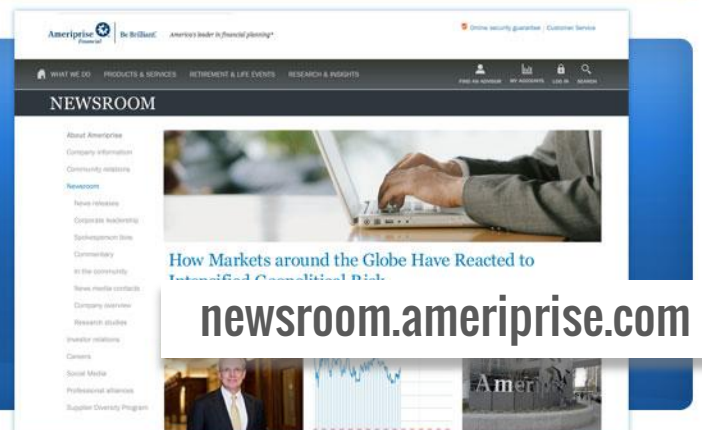 Ameriprise Financial
Be Brilliant.
America's leader in financial planning
Online security guarantee | Customer Service
WHAT WE DO PRODUCTS & SERVICES RETIREMENT & LIFE EVENTS RESEARCH & INSIGHTS
FIND AN ADVISOR MY ACCOUNTS LOG IN SEARCH
NEWSROOM
About Ameriprise
Company information
Community relations
Newsroom
News releases
Corporate leadership
Spokesperson bios
Commentary
In the community
News media contacts
Company overview
Research studies
Investor relations
Careers
Social Media
Professional alliances
Supplier Diversity Program
How Markets around the Globe Have Reacted to
Intensified Geopolitical Risk
newsroom.ameriprise.com
Ameri